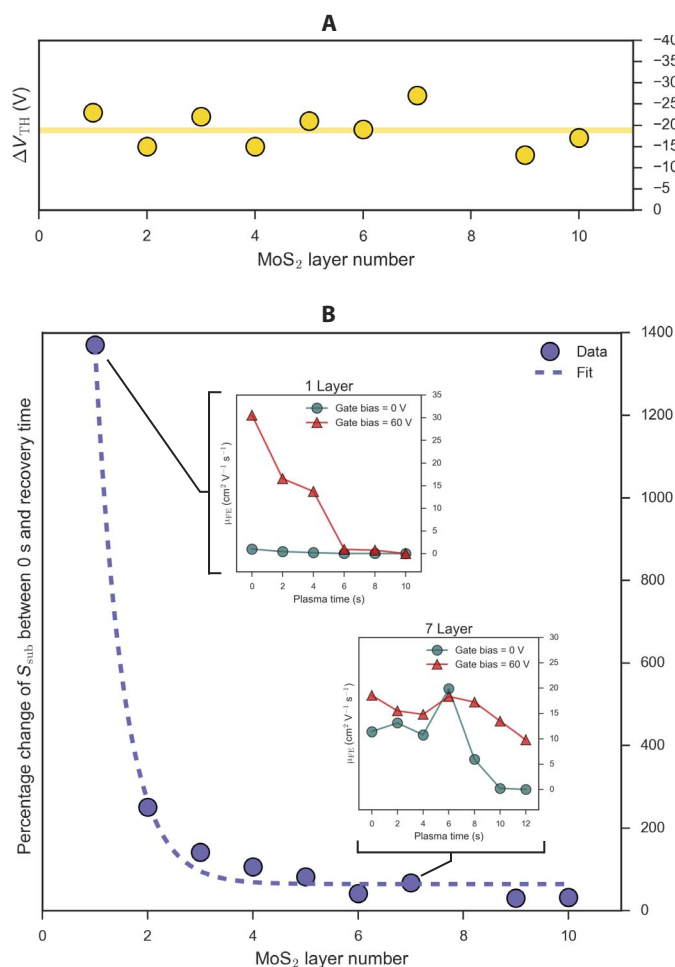 A
ΔV_TH (V)
−40
−35
−30
−25
−20
−15
−10
−5
0
0 2 4 6 8 10
MoS₂ layer number
B
Percentage change of S_sub between 0 s and recovery time
1400
1200
1000
800
600
400
200
0
Data
Fit
1 Layer
Gate bias = 0 V
Gate bias = 60 V
μ_FE (cm² V⁻¹ s⁻¹)
35
30
25
20
15
10
5
0
0 2 4 6 8 10
Plasma time (s)
7 Layer
Gate bias = 0 V
Gate bias = 60 V
μ_FE (cm² V⁻¹ s⁻¹)
30
25
20
15
10
5
0
0 2 4 6 8 10 12
Plasma time (s)
0 2 4 6 8 10
MoS₂ layer number